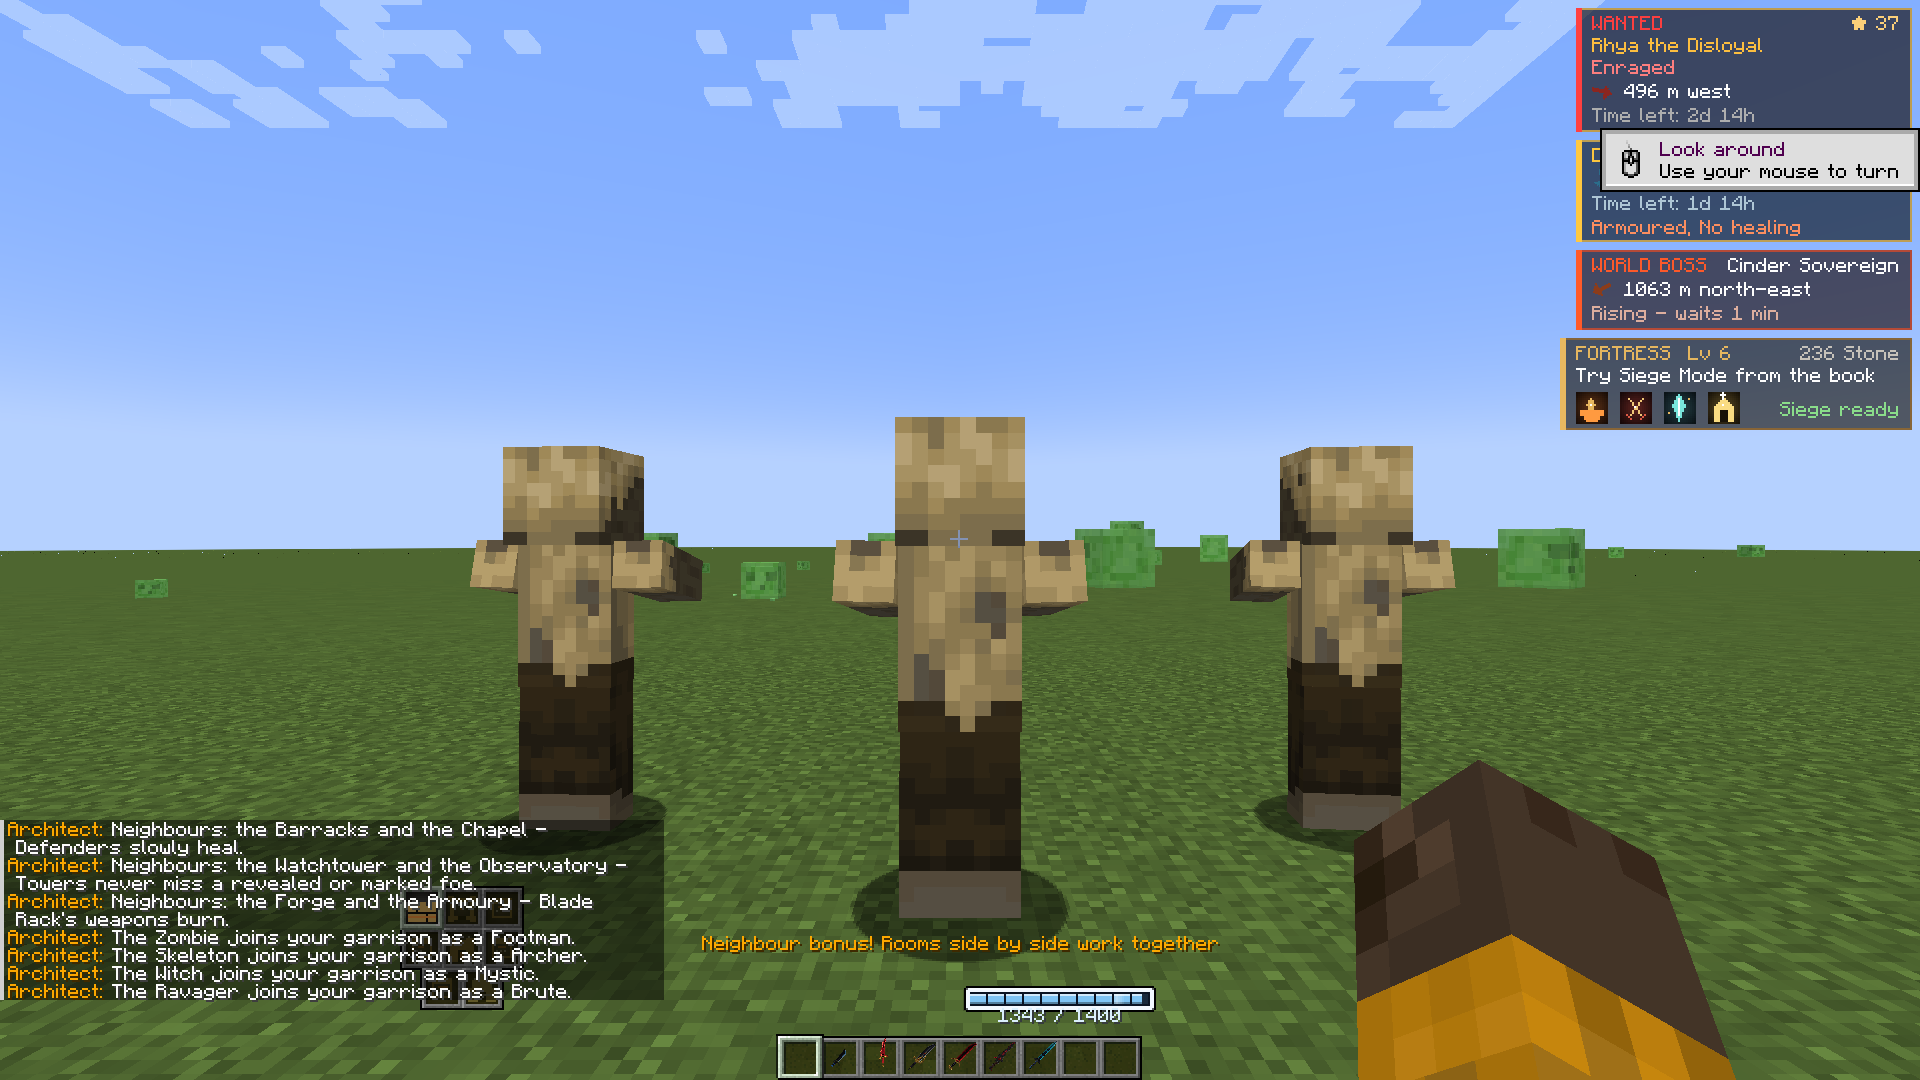 WANTED 37
Rhya the Disloyal
Enraged
496 m west
Time left: 2d 14h
Look around
Use your mouse to turn
Time left: 1d 14h
Armoured, No healing
WORLD BOSS Cinder Sovereign
1063 m north-east
Rising - waits 1 min
FORTRESS Lv 6 236 Stone
Try Siege Mode from the book
Siege ready
Architect: Neighbours: the Barracks and the Chapel -
Defenders slowly heal.
Architect: Neighbours: the Watchtower and the Observatory -
Towers never miss a revealed or marked foe.
Architect: Neighbours: the Forge and the Armoury - Blade
Rack's weapons burn.
Architect: The Zombie joins your garrison as a Footman.
Architect: The Skeleton joins your garrison as a Archer.
Architect: The Witch joins your garrison as a Mystic.
Architect: The Ravager joins your garrison as a Brute.
Neighbour bonus! Rooms side by side work together
1343 / 1400